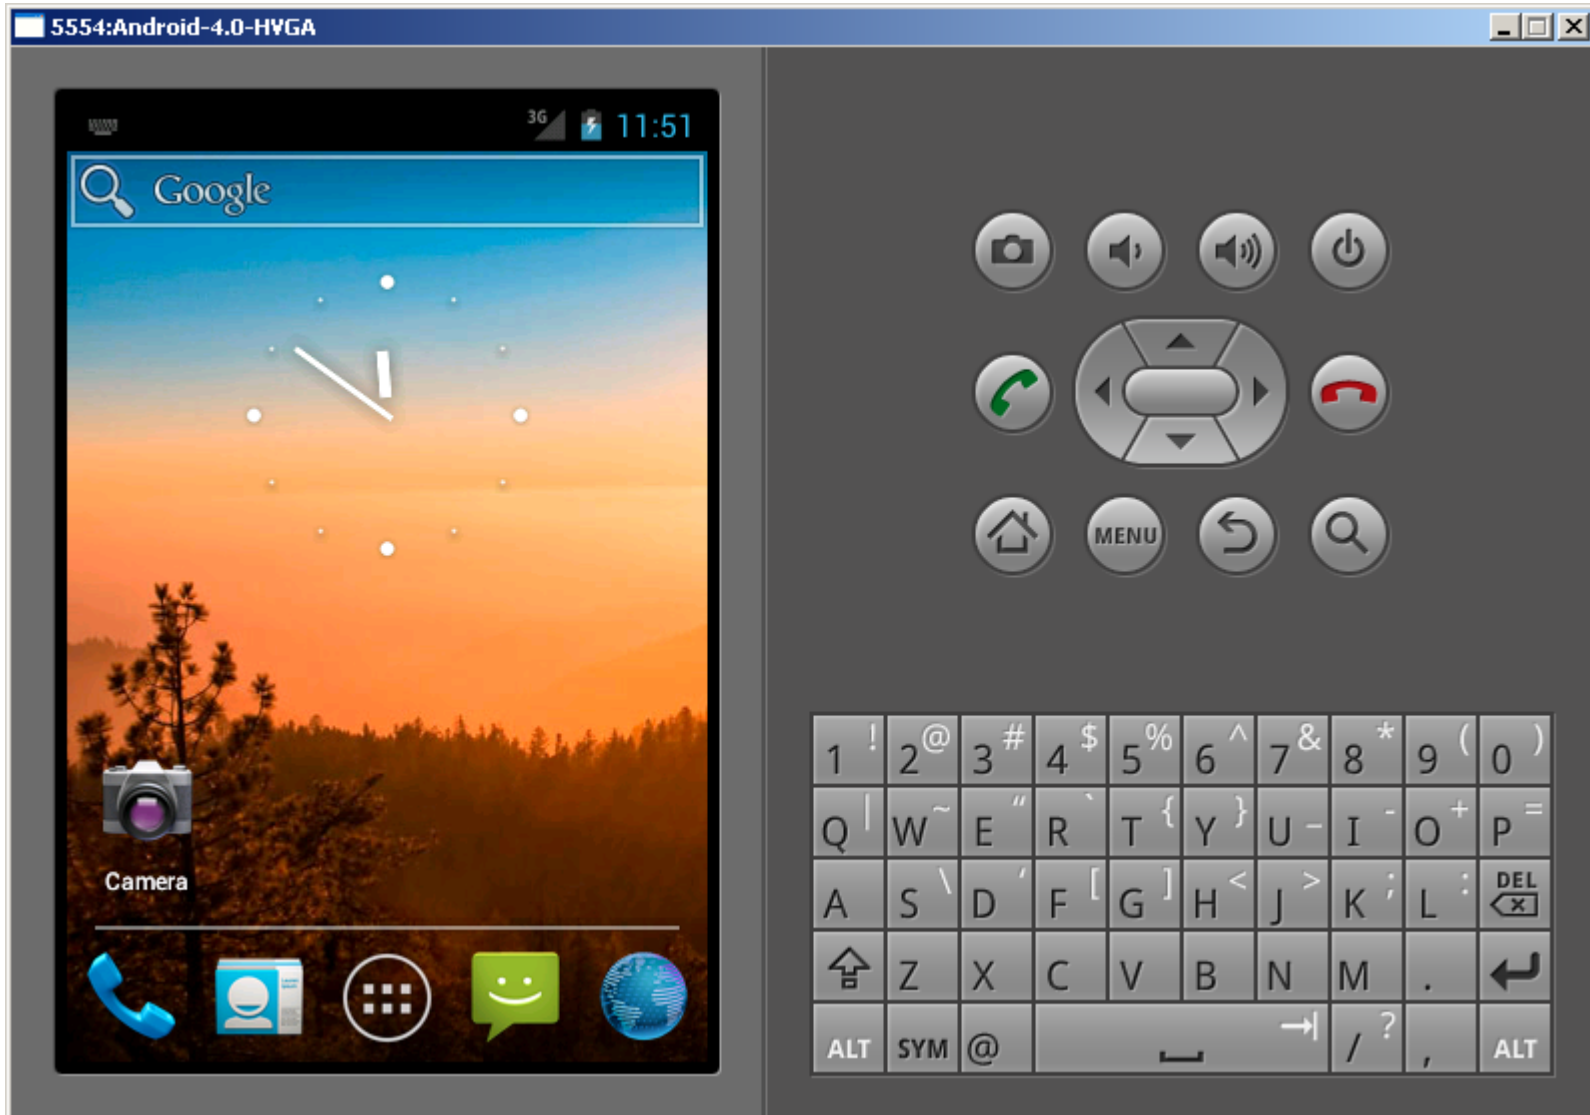 5554:Android-4.0-HVGA
3G 11:51
Google
Camera
MENU
1 ! 2 @ 3 # 4 $ 5 % 6 ^ 7 & 8 * 9 ( 0 )
Q | W ~ E " R ` T { Y } U _ I - O + P =
A S \ D ' F [ G ] H < J > K ; L : DEL
Z X C V B N M .
ALT SYM @ / ? , ALT